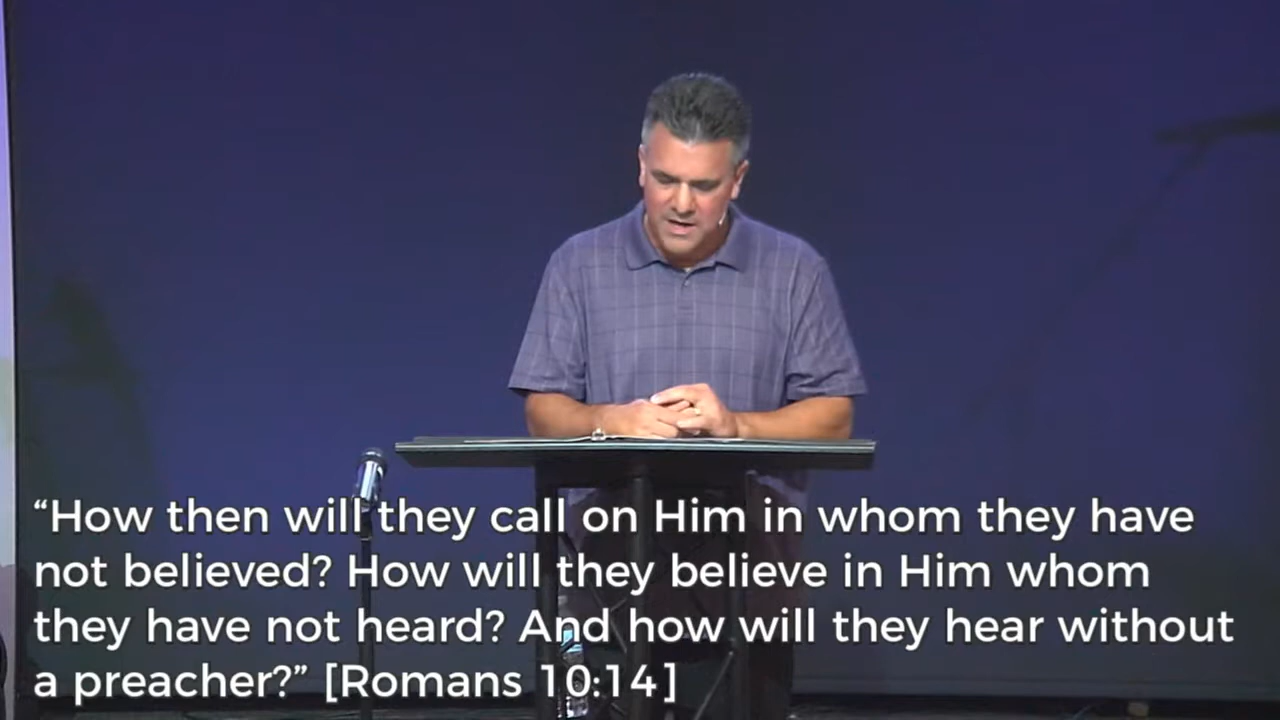 “How then will they call on Him in whom they have
not believed? How will they believe in Him whom
they have not heard? And how will they hear without
a preacher?” [Romans 10:14]